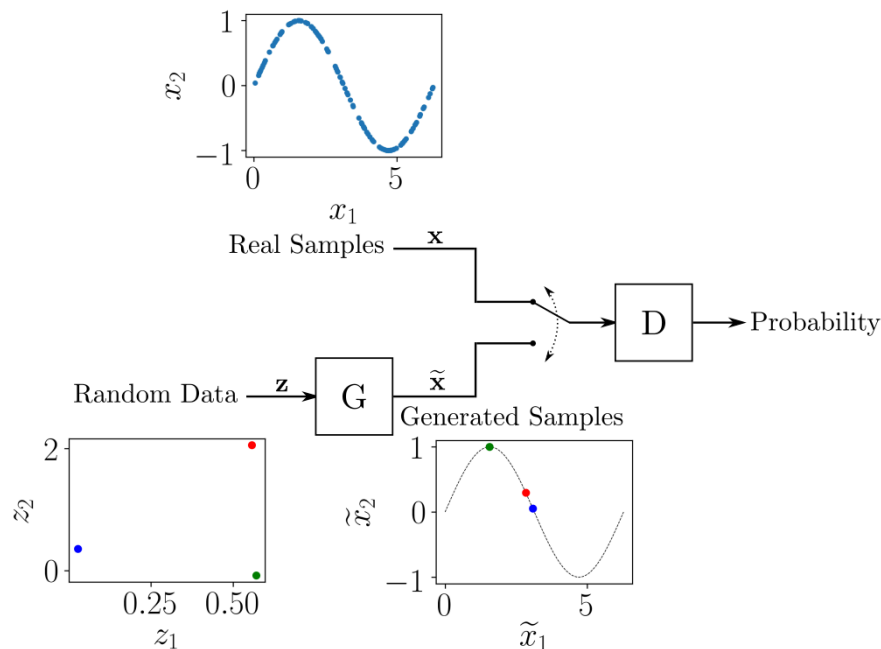 1
x₂
0
−1
0 5
x₁
Real Samples x
D Probability
Random Data z G x̃
Generated Samples
2
z₂
0
0.25 0.50
z₁
1
x̃₂
0
−1
0 5
x̃₁